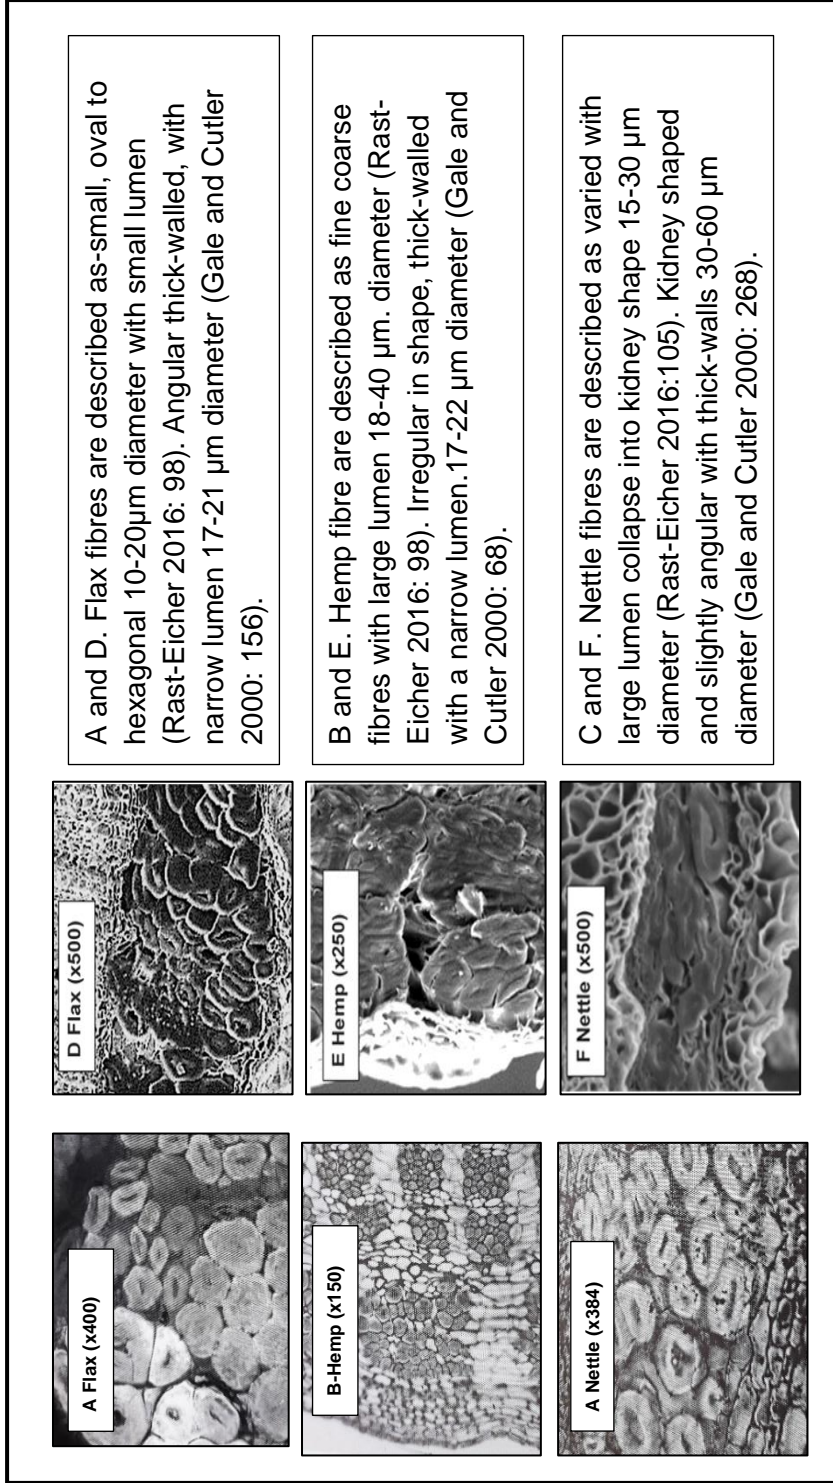 A Flax (x400)
D Flax (x500)
A and D. Flax fibres are described as-small, oval to
hexagonal 10-20µm diameter with small lumen
(Rast-Eicher 2016: 98). Angular thick-walled, with
narrow lumen 17-21 µm diameter (Gale and Cutler
2000: 156).
B-Hemp (x150)
E Hemp (x250)
B and E. Hemp fibre are described as fine coarse
fibres with large lumen 18-40 µm. diameter (Rast-
Eicher 2016: 98). Irregular in shape, thick-walled
with a narrow lumen.17-22 µm diameter (Gale and
Cutler 2000: 68).
A Nettle (x384)
F Nettle (x500)
C and F. Nettle fibres are described as varied with
large lumen collapse into kidney shape 15-30 µm
diameter (Rast-Eicher 2016:105). Kidney shaped
and slightly angular with thick-walls 30-60 µm
diameter (Gale and Cutler 2000: 268).